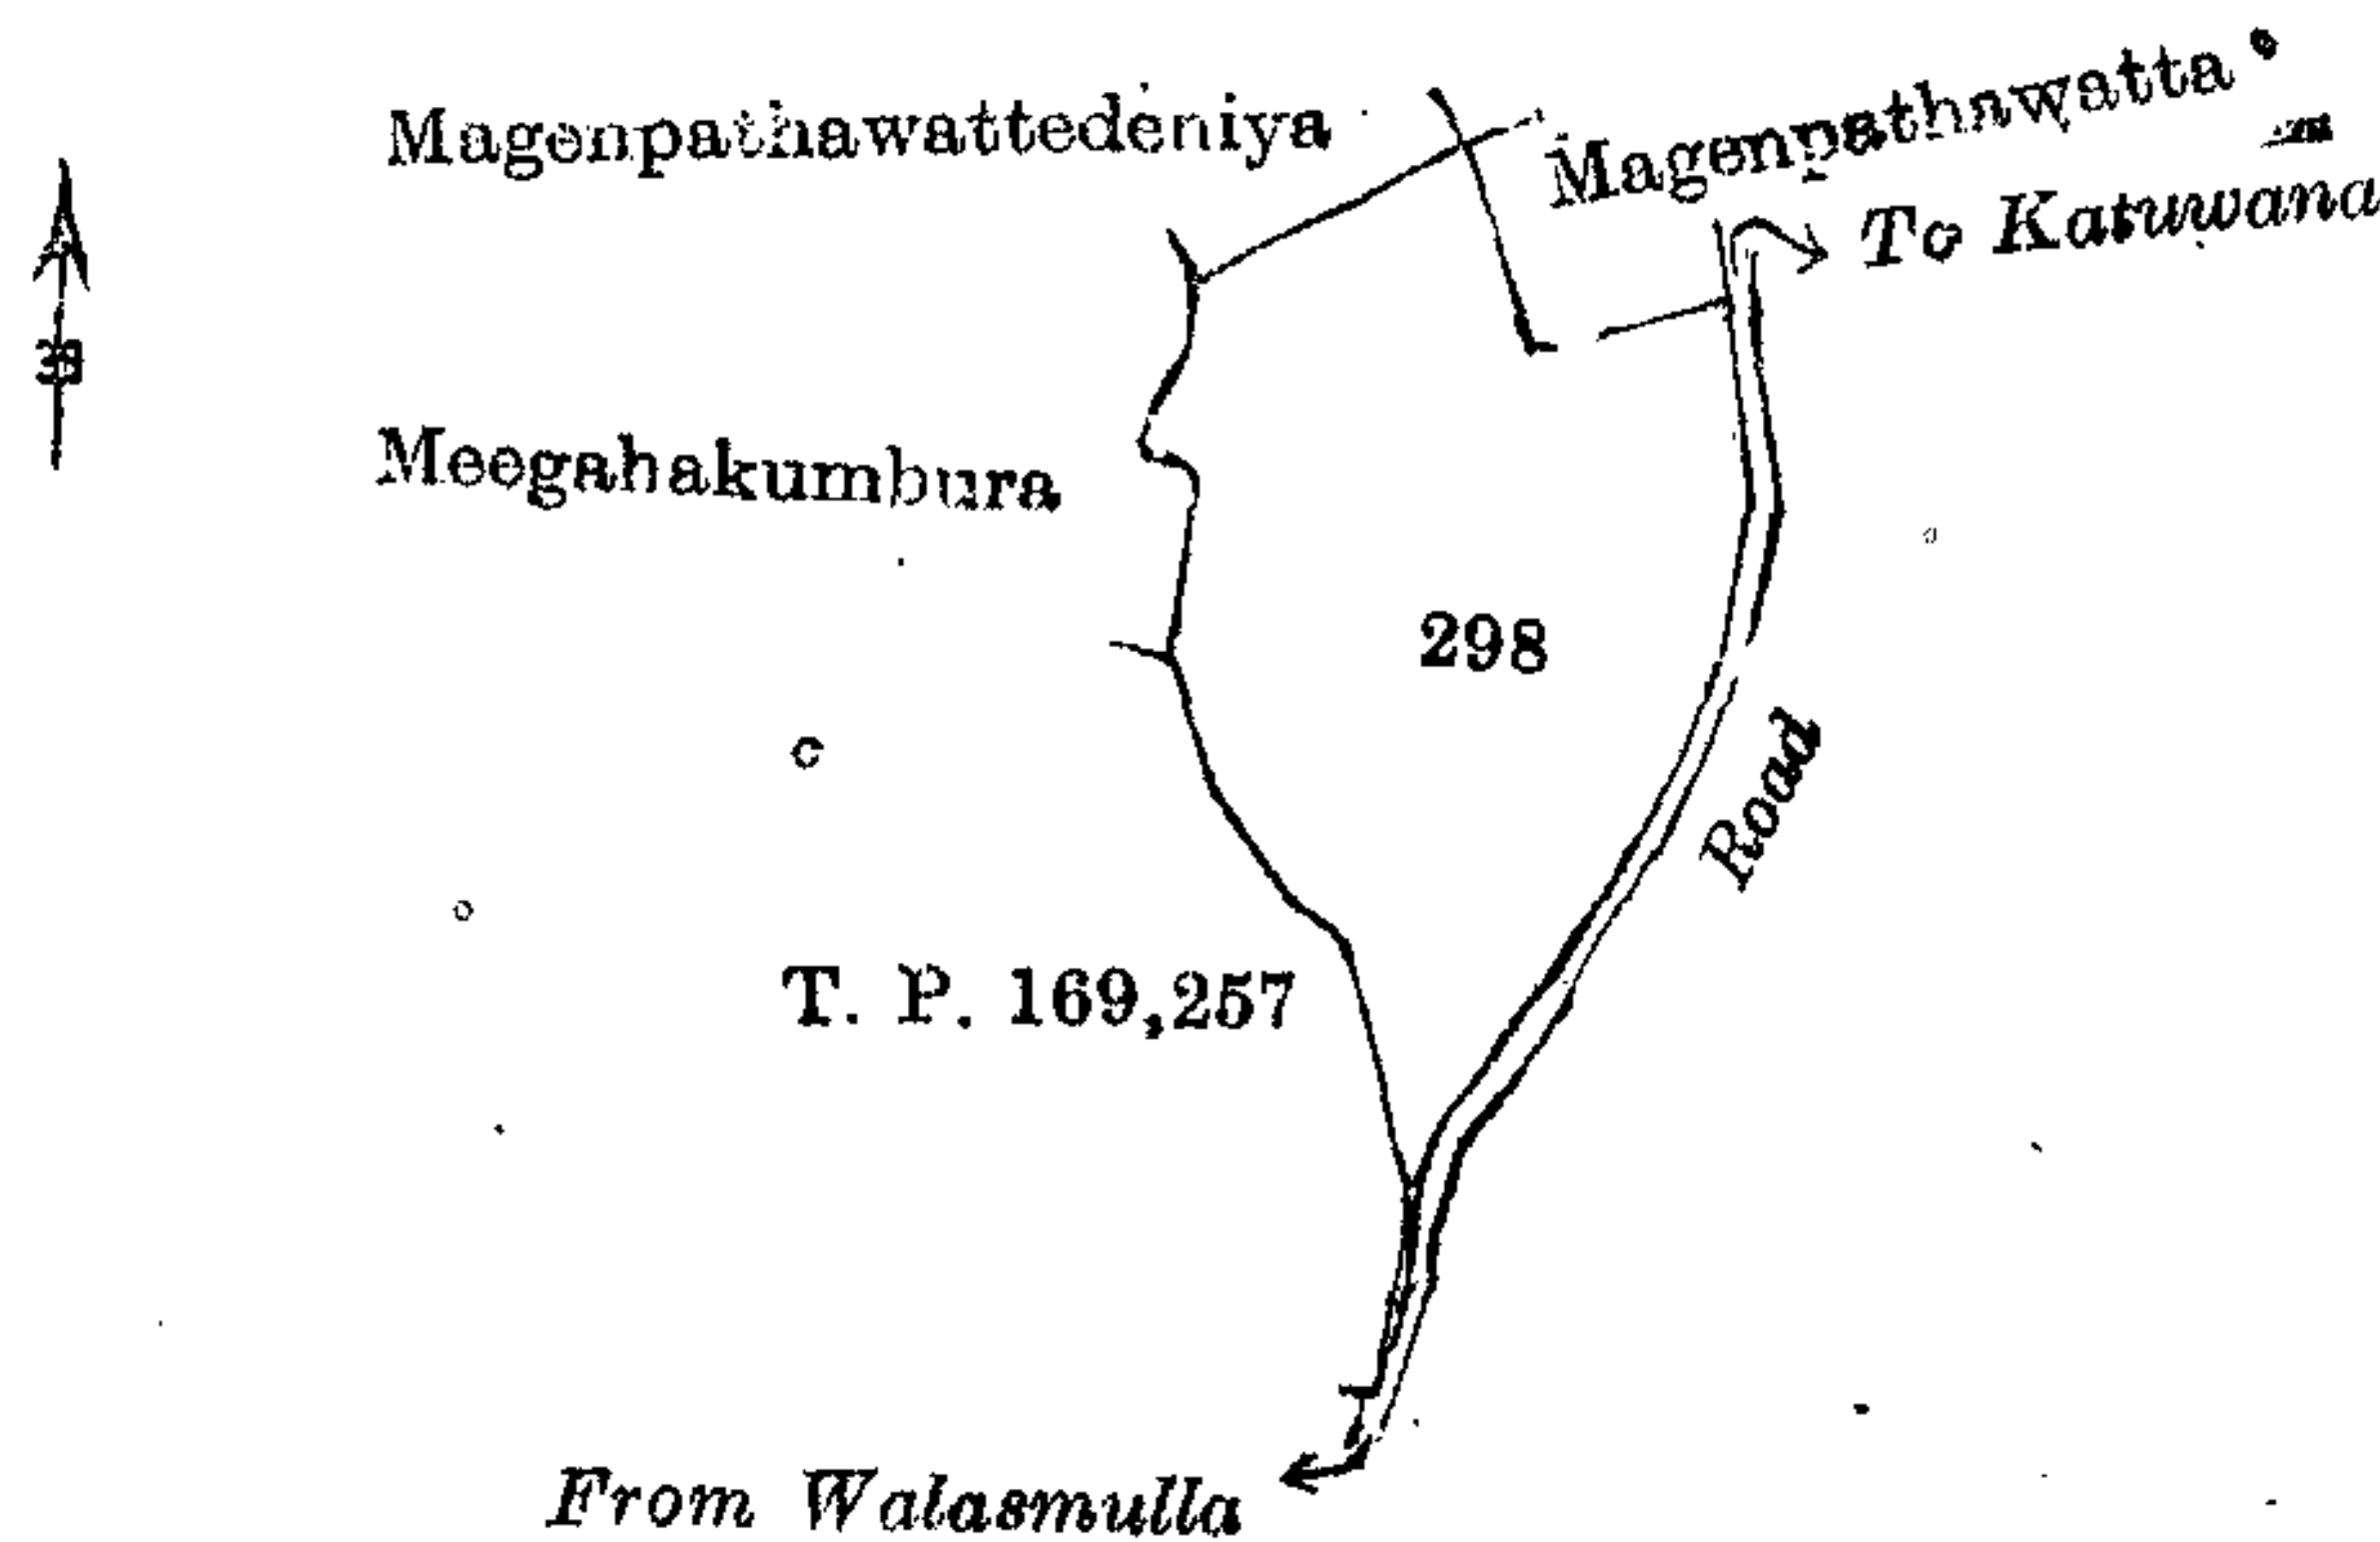 Magenpathawattedeniya
Magenpathawatta
To Katuwana
Meegahakumbura
298
Road
T. P. 169,257
From Walasmulla